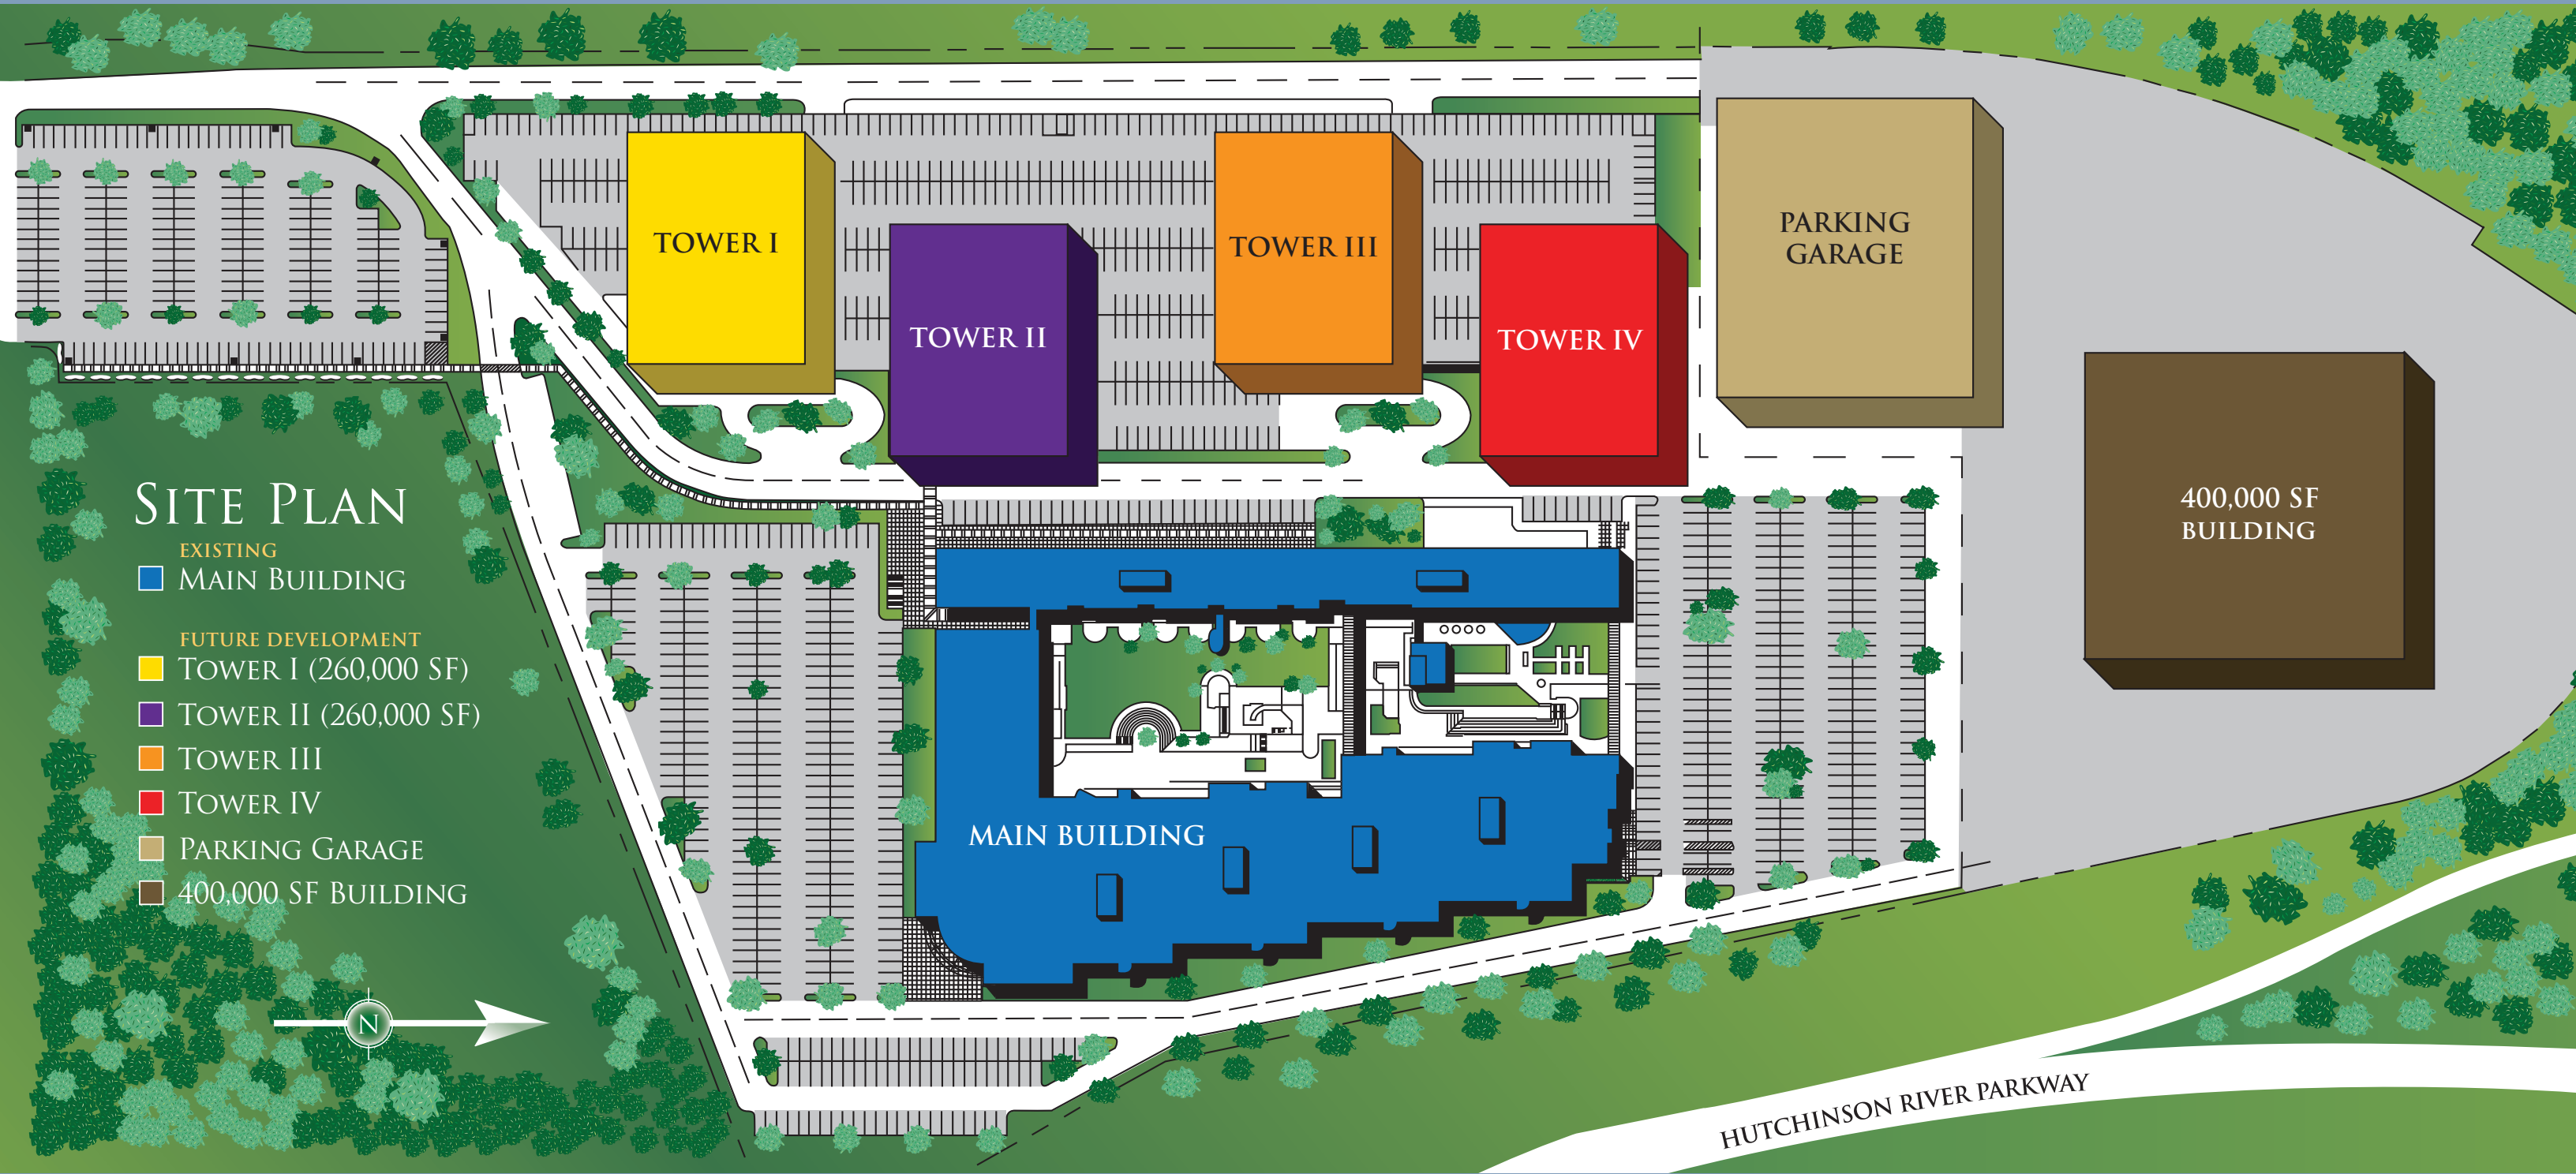 TOWER I
TOWER II
TOWER III
TOWER IV
PARKING
GARAGE
400,000 SF
BUILDING
SITE PLAN
EXISTING
MAIN BUILDING
FUTURE DEVELOPMENT
TOWER I (260,000 SF)
TOWER II (260,000 SF)
TOWER III
TOWER IV
PARKING GARAGE
400,000 SF BUILDING
MAIN BUILDING
N
HUTCHINSON RIVER PARKWAY